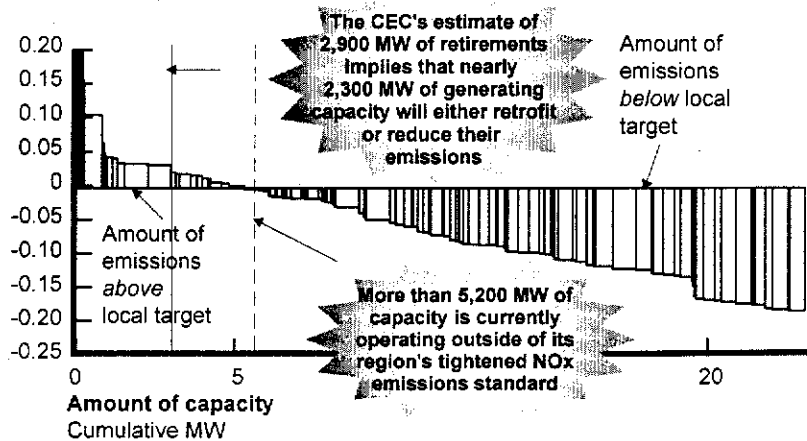 The CEC's estimate of
2,900 MW of retirements
implies that nearly
2,300 MW of generating
capacity will either retrofit
or reduce their
emissions
Amount of
emissions
below local
target
0.20
0.15
0.10
0.05
0
-0.05
-0.10
-0.15
-0.20
-0.25
Amount of
emissions
above
local target
More than 5,200 MW of
capacity is currently
operating outside of its
region's tightened NOx
emissions standard
0
5
20
Amount of capacity
Cumulative MW